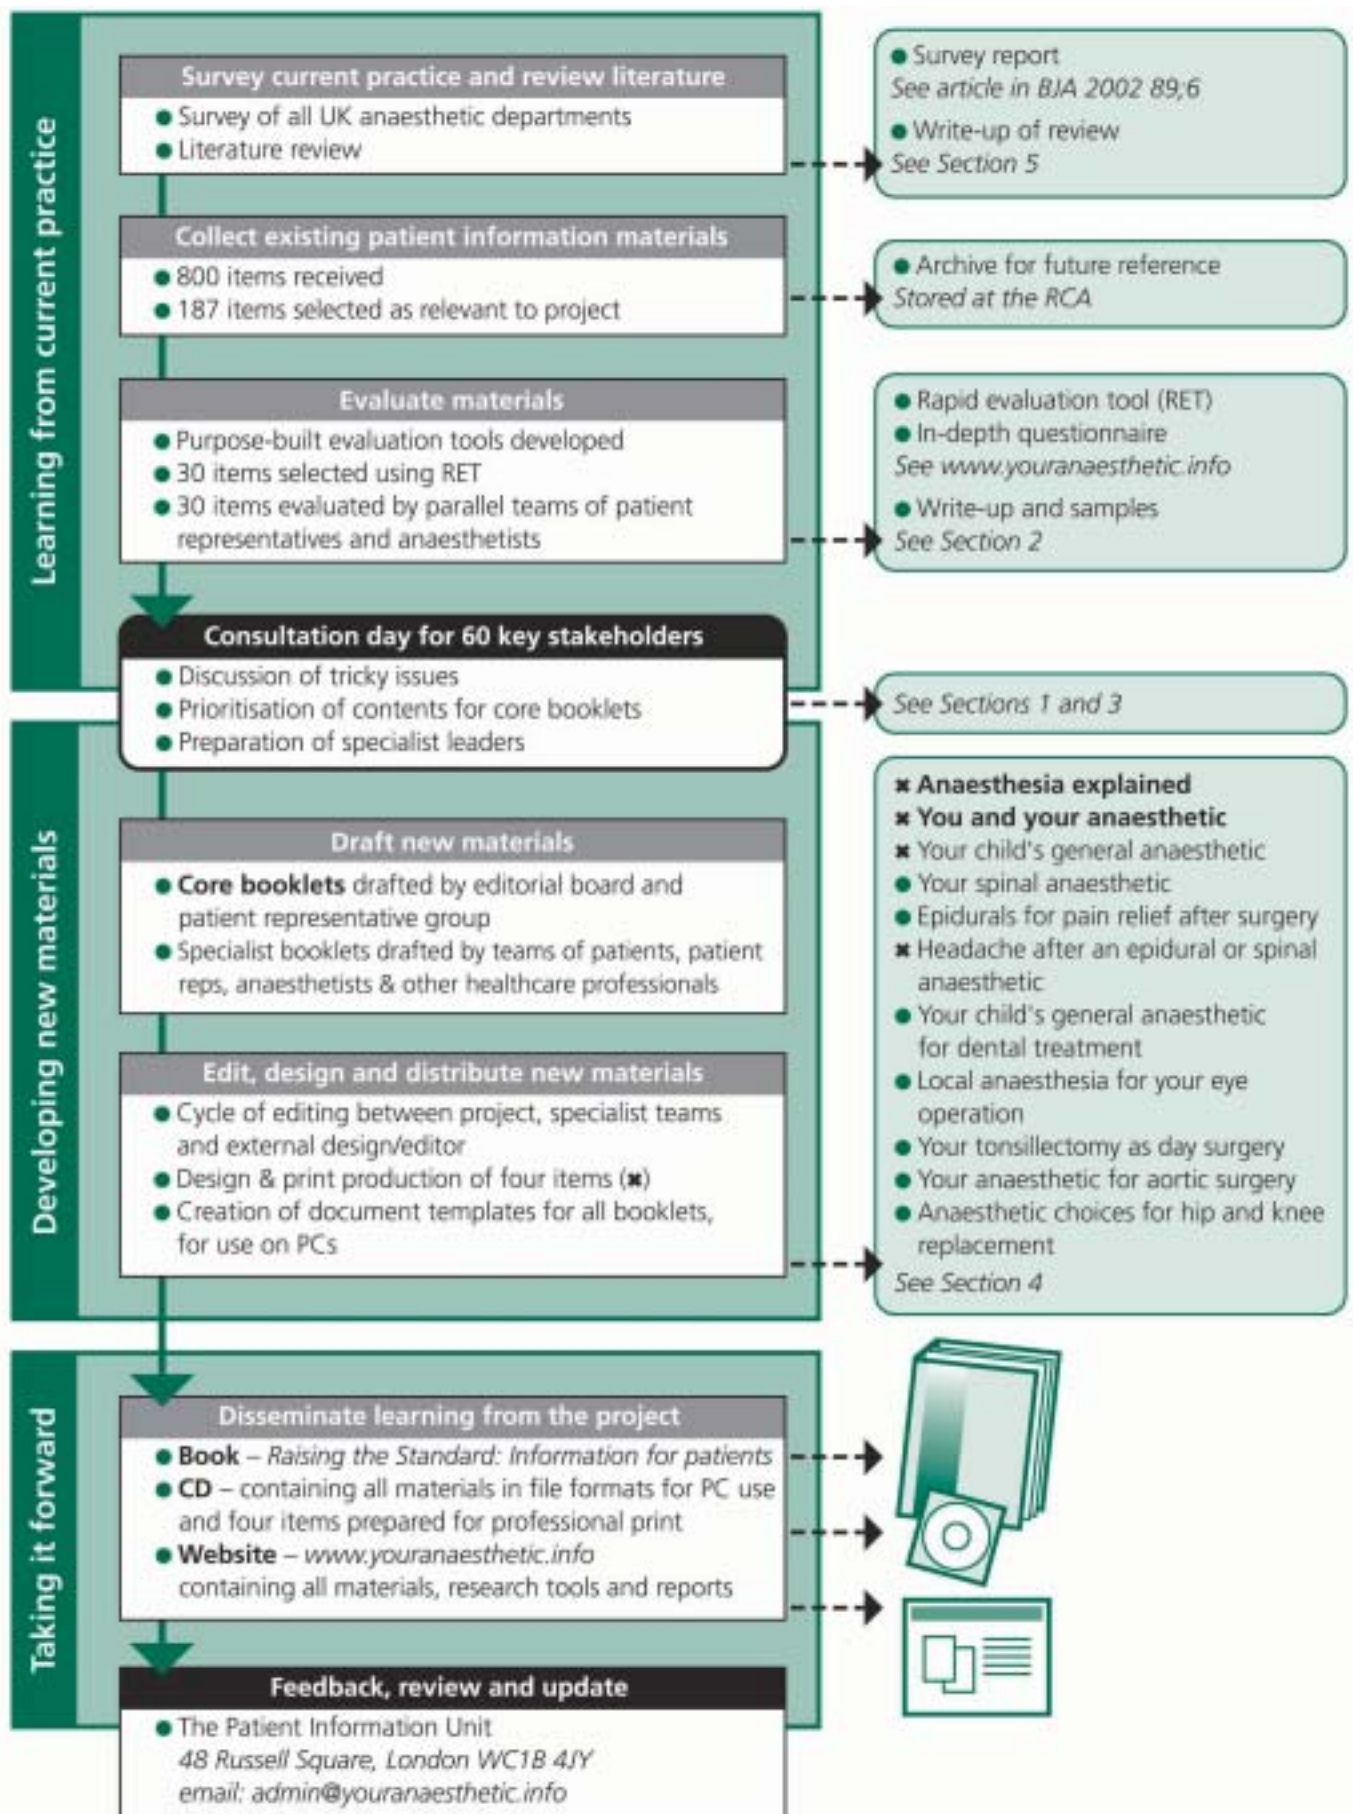 Learning from current practice
Survey current practice and review literature
● Survey of all UK anaesthetic departments
● Literature review
● Survey report
See article in BJA 2002 89;6
● Write-up of review
See Section 5
Collect existing patient information materials
● 800 items received
● 187 items selected as relevant to project
● Archive for future reference
Stored at the RCA
Evaluate materials
● Purpose-built evaluation tools developed
● 30 items selected using RET
● 30 items evaluated by parallel teams of patient
representatives and anaesthetists
● Rapid evaluation tool (RET)
● In-depth questionnaire
See www.youranaesthetic.info
● Write-up and samples
See Section 2
Consultation day for 60 key stakeholders
● Discussion of tricky issues
● Prioritisation of contents for core booklets
● Preparation of specialist leaders
See Sections 1 and 3
Developing new materials
Draft new materials
● Core booklets drafted by editorial board and
patient representative group
● Specialist booklets drafted by teams of patients, patient
reps, anaesthetists & other healthcare professionals
Edit, design and distribute new materials
● Cycle of editing between project, specialist teams
and external design/editor
● Design & print production of four items (✖)
● Creation of document templates for all booklets,
for use on PCs
✖ Anaesthesia explained
✖ You and your anaesthetic
✖ Your child's general anaesthetic
● Your spinal anaesthetic
● Epidurals for pain relief after surgery
✖ Headache after an epidural or spinal
anaesthetic
● Your child's general anaesthetic
for dental treatment
● Local anaesthesia for your eye
operation
● Your tonsillectomy as day surgery
● Your anaesthetic for aortic surgery
● Anaesthetic choices for hip and knee
replacement
See Section 4
Taking it forward
Disseminate learning from the project
● Book – Raising the Standard: Information for patients
● CD – containing all materials in file formats for PC use
and four items prepared for professional print
● Website – www.youranaesthetic.info
containing all materials, research tools and reports
Feedback, review and update
● The Patient Information Unit
48 Russell Square, London WC1B 4JY
email: admin@youranaesthetic.info